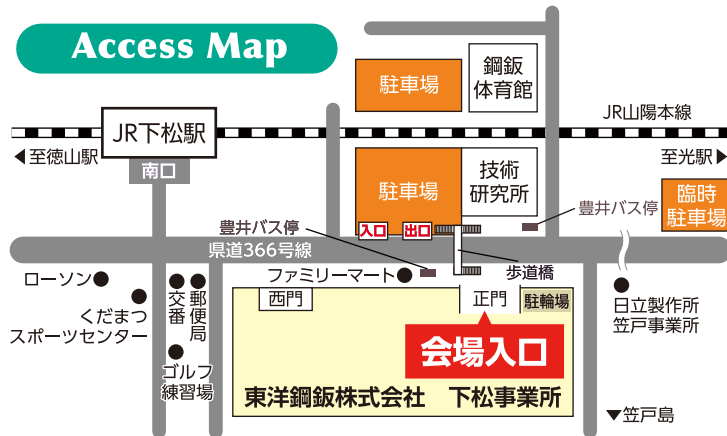 Access Map
駐車場
鋼鈑
体育館
JR山陽本線
JR下松駅
◀至徳山駅
至光駅▶
南口
駐車場
技術
研究所
臨時
駐車場
豊井バス停
豊井バス停
入口
出口
県道366号線
歩道橋
ローソン
ファミリーマート
くだまつ
スポーツセンター
交番
郵便局
ゴルフ
練習場
西門
正門
駐輪場
日立製作所
笠戸事業所
会場入口
東洋鋼鈑株式会社 下松事業所
▼笠戸島